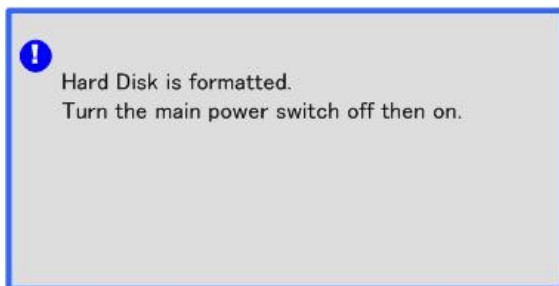 Hard Disk is formatted.
Turn the main power switch off then on.